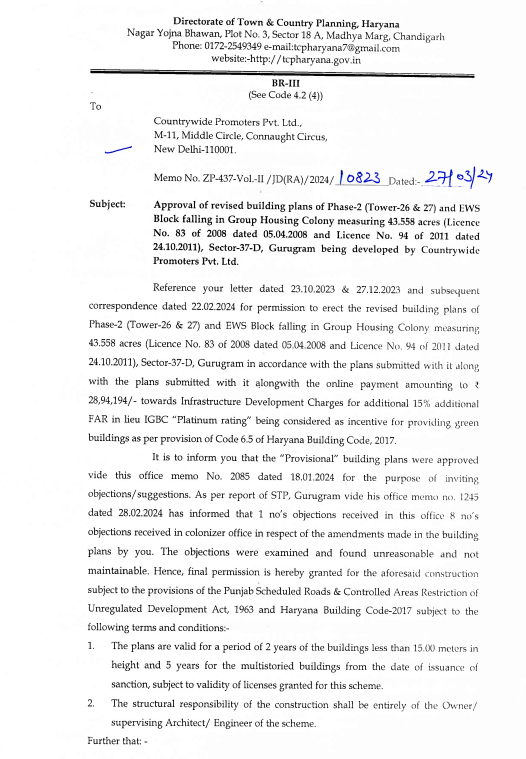 Directorate of Town & Country Planning, Haryana
Nagar Yojna Bhawan, Plot No. 3, Sector 18 A, Madhya Marg, Chandigarh
Phone: 0172-2549349 e-mail:tcpharyana7@gmail.com
website:-http://tcpharyana.gov.in
BR-III
(See Code 4.2 (4))
To
Countrywide Promoters Pvt. Ltd.,
M-11, Middle Circle, Connaught Circus,
New Delhi-110001.
Memo No. ZP-437-Vol.-II /JD(RA)/2024/ 10823 Dated:- 27/03/24
Subject: Approval of revised building plans of Phase-2 (Tower-26 & 27) and EWS
Block falling in Group Housing Colony measuring 43.558 acres (Licence
No. 83 of 2008 dated 05.04.2008 and Licence No. 94 of 2011 dated
24.10.2011), Sector-37-D, Gurugram being developed by Countrywide
Promoters Pvt. Ltd.
Reference your letter dated 23.10.2023 & 27.12.2023 and subsequent
correspondence dated 22.02.2024 for permission to erect the revised building plans of
Phase-2 (Tower-26 & 27) and EWS Block falling in Group Housing Colony measuring
43.558 acres (Licence No. 83 of 2008 dated 05.04.2008 and Licence No. 94 of 2011 dated
24.10.2011), Sector-37-D, Gurugram in accordance with the plans submitted with it along
with the plans submitted with it alongwith the online payment amounting to ₹
28,94,194/- towards Infrastructure Development Charges for additional 15% additional
FAR in lieu IGBC “Platinum rating” being considered as incentive for providing green
buildings as per provision of Code 6.5 of Haryana Building Code, 2017.
It is to inform you that the “Provisional” building plans were approved
vide this office memo No. 2085 dated 18.01.2024 for the purpose of inviting
objections/suggestions. As per report of STP, Gurugram vide his office memo no. 1245
dated 28.02.2024 has informed that 1 no's objections received in this office 8 no's
objections received in colonizer office in respect of the amendments made in the building
plans by you. The objections were examined and found unreasonable and not
maintainable. Hence, final permission is hereby granted for the aforesaid construction
subject to the provisions of the Punjab Scheduled Roads & Controlled Areas Restriction of
Unregulated Development Act, 1963 and Haryana Building Code-2017 subject to the
following terms and conditions:-
1. The plans are valid for a period of 2 years of the buildings less than 15.00 meters in
height and 5 years for the multistoried buildings from the date of issuance of
sanction, subject to validity of licenses granted for this scheme.
2. The structural responsibility of the construction shall be entirely of the Owner/
supervising Architect/ Engineer of the scheme.
Further that: -